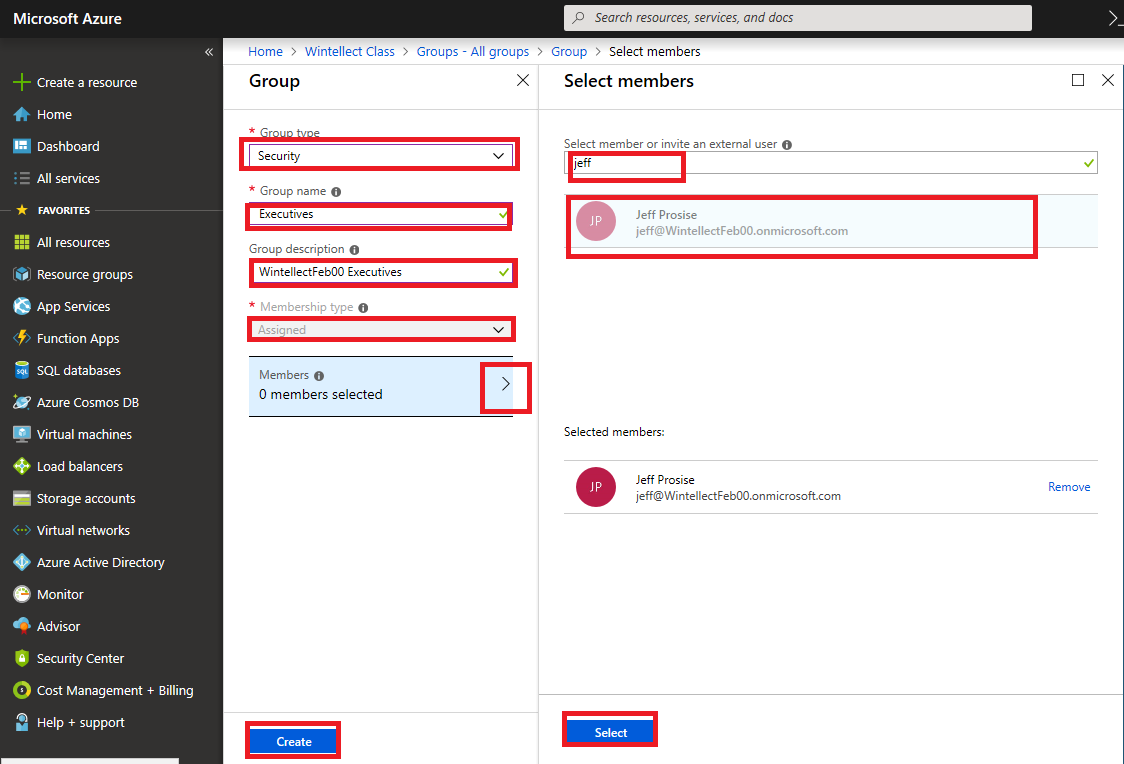 Microsoft Azure
Search resources, services, and docs
«
Home > Wintellect Class > Groups - All groups > Group > Select members
Create a resource
Home
Dashboard
All services
FAVORITES
All resources
Resource groups
App Services
Function Apps
SQL databases
Azure Cosmos DB
Virtual machines
Load balancers
Storage accounts
Virtual networks
Azure Active Directory
Monitor
Advisor
Security Center
Cost Management + Billing
Help + support
Group
* Group type
Security
* Group name
Executives
Group description
WintellectFeb00 Executives
* Membership type
Assigned
Members
0 members selected
Create
Select members
Select member or invite an external user
jeff
JP
Jeff Prosise
jeff@WintellectFeb00.onmicrosoft.com
Selected members:
JP
Jeff Prosise
jeff@WintellectFeb00.onmicrosoft.com
Remove
Select